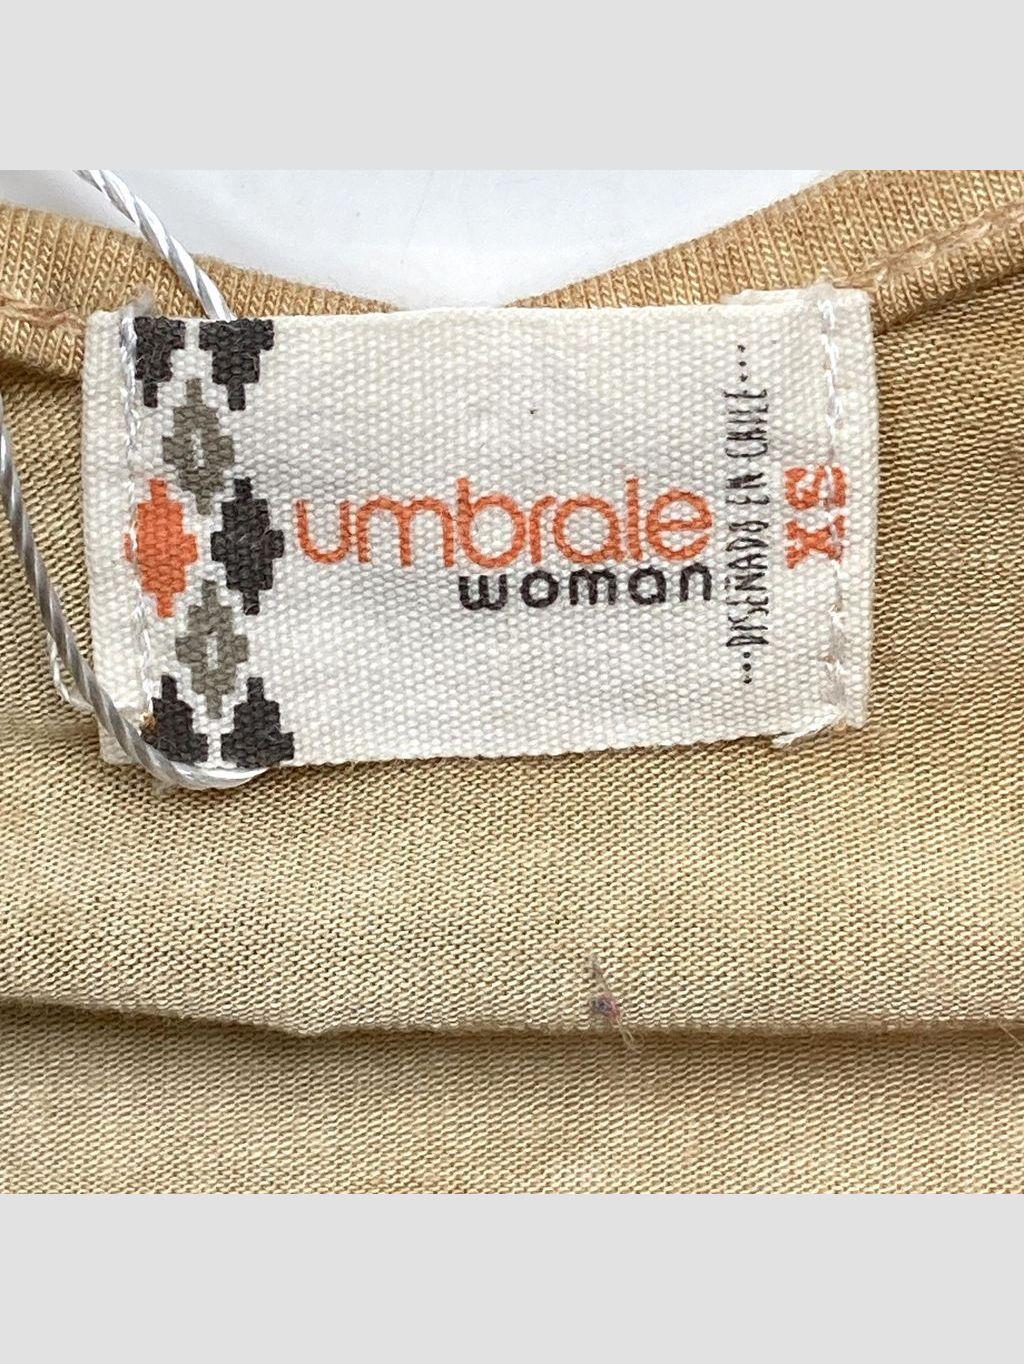 umbrale
woman
...DISEÑADO EN CHILE...
XS